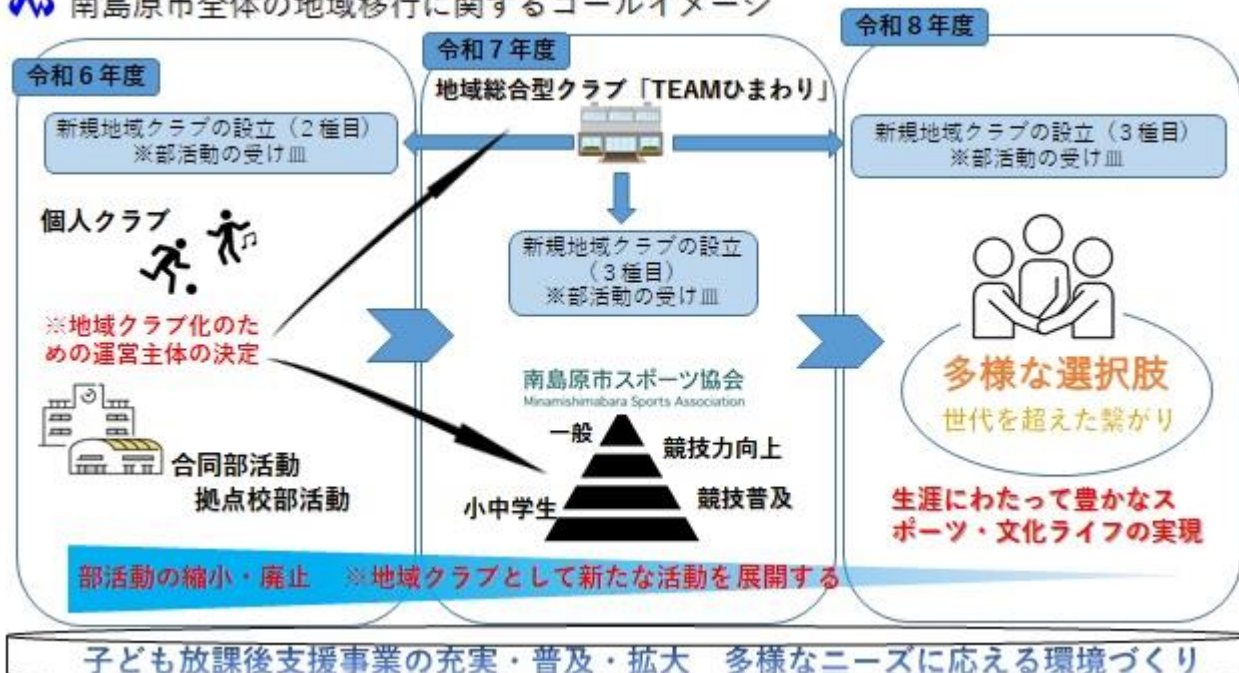 南島原市全体の地域移行に関するゴールイメージ
令和６年度
新規地域クラブの設立（２種目）
※部活動の受け皿
個人クラブ
※地域クラブ化のた
めの運営主体の決定
合同部活動
拠点校部活動
令和７年度
地域総合型クラブ「TEAMひまわり」
新規地域クラブの設立
（３種目）
※部活動の受け皿
南島原市スポーツ協会
Minamishimabara Sports Association
一般
競技力向上
小中学生
競技普及
令和８年度
新規地域クラブの設立（３種目）
※部活動の受け皿
多様な選択肢
世代を超えた繋がり
生涯にわたって豊かなス
ポーツ・文化ライフの実現
部活動の縮小・廃止　※地域クラブとして新たな活動を展開する
子ども放課後支援事業の充実・普及・拡大　多様なニーズに応える環境づくり